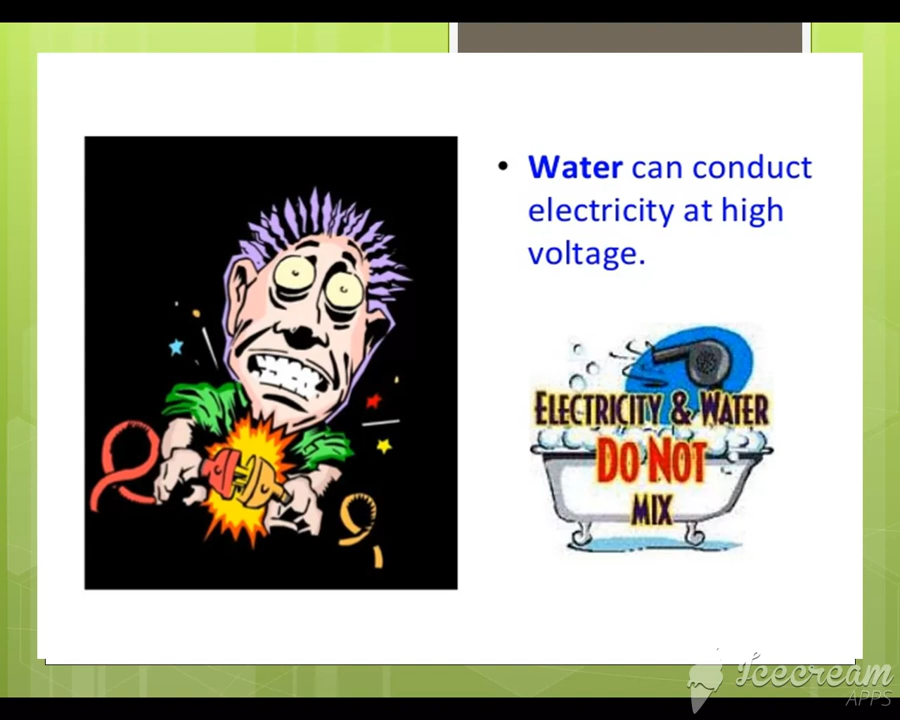 • Water can conduct
electricity at high
voltage.
ELECTRICITY & WATER
DO NOT
MIX
Icecream
APPS